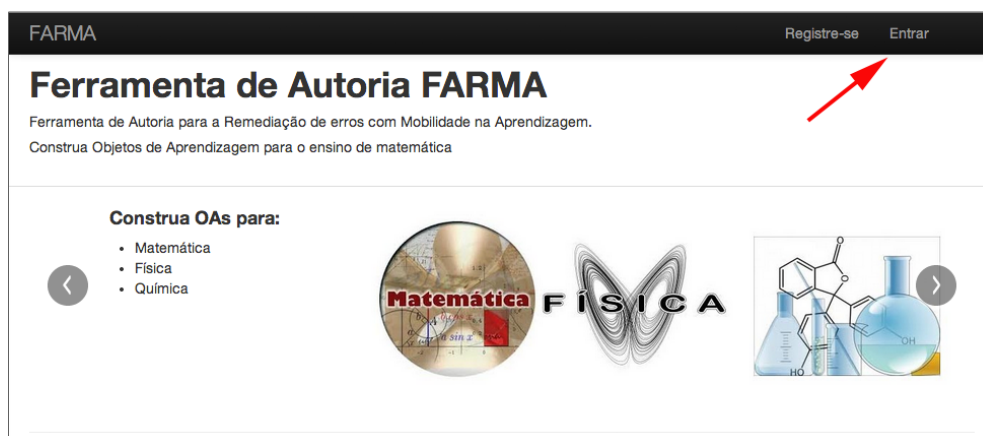 FARMA
Registre-se Entrar
Ferramenta de Autoria FARMA
Ferramenta de Autoria para a Remediação de erros com Mobilidade na Aprendizagem.
Construa Objetos de Aprendizagem para o ensino de matemática
Construa OAs para:
Matemática
Física
Química
Matemática
FÍSICA
O
O
OH
HO